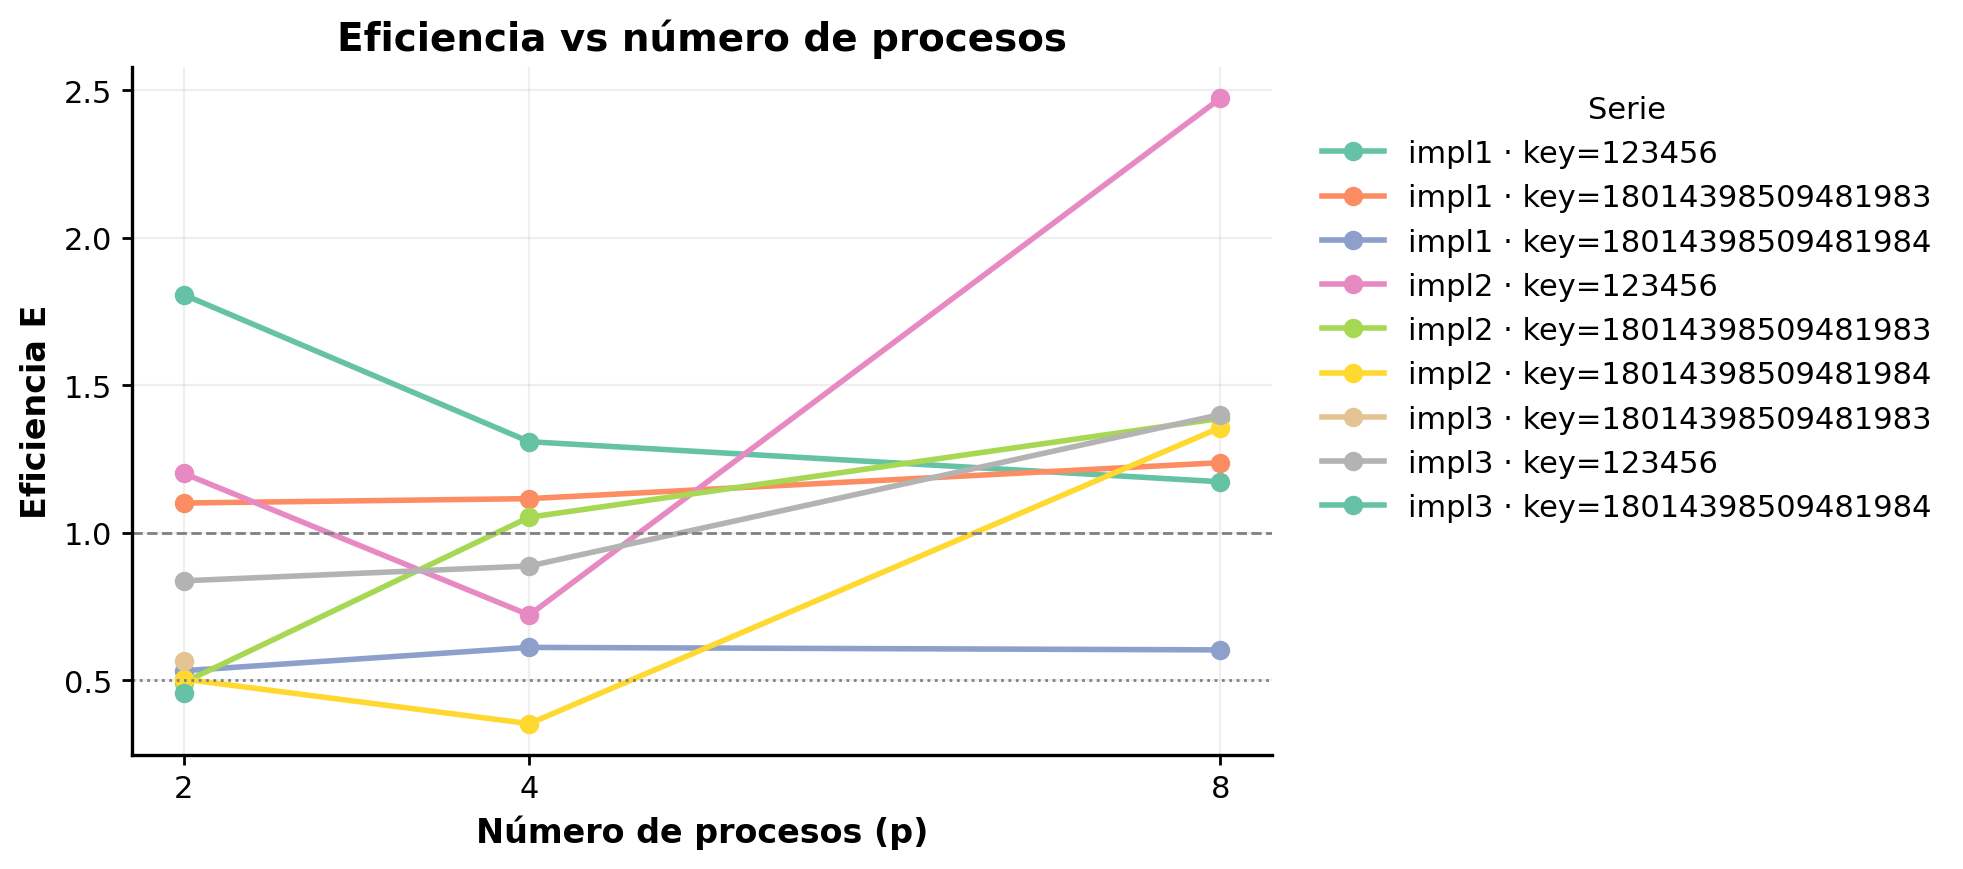 Eficiencia vs número de procesos
Eficiencia E
2.5
2.0
1.5
1.0
0.5
2 4 8
Número de procesos (p)
Serie
impl1 · key=123456
impl1 · key=18014398509481983
impl1 · key=18014398509481984
impl2 · key=123456
impl2 · key=18014398509481983
impl2 · key=18014398509481984
impl3 · key=18014398509481983
impl3 · key=123456
impl3 · key=18014398509481984